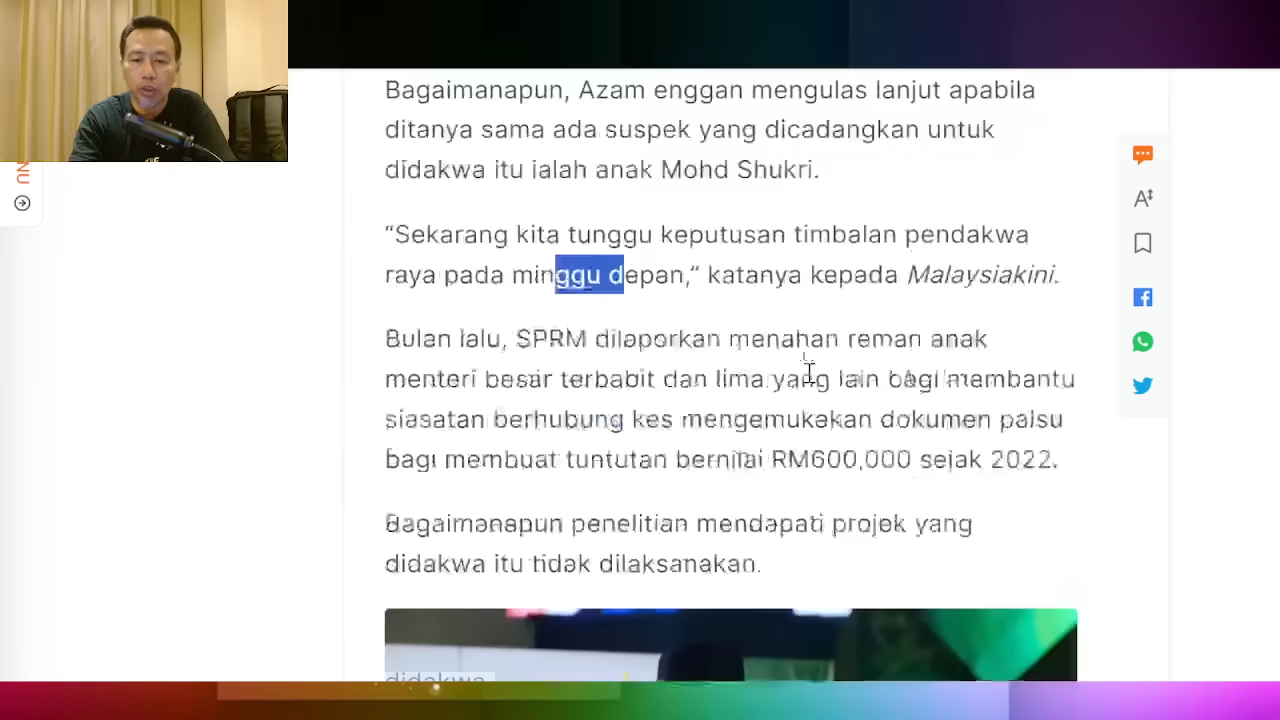 Bagaimanapun, Azam enggan mengulas lanjut apabila
ditanya sama ada suspek yang dicadangkan untuk
didakwa itu ialah anak Mohd Shukri.
“Sekarang kita tunggu keputusan timbalan pendakwa
raya pada minggu depan,” katanya kepada Malaysiakini.
Bulan lalu, SPRM dilaporkan menahan reman anak
menteri besar terbabit dan lima yang lain bagi membantu
siasatan berhubung kes mengemukakan dokumen palsu
bagi membuat tuntutan bernilai RM600,000 sejak 2022.
Bagaimanapun penelitian mendapati projek yang
didakwa itu tidak dilaksanakan.
didakwa
NU
A